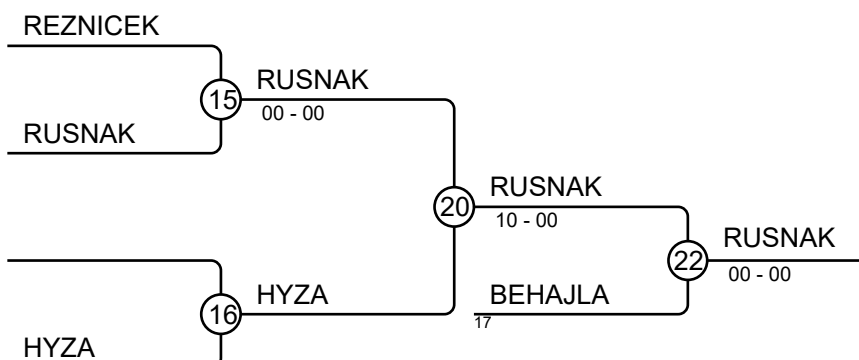 REZNICEK
RUSNAK
15
00 - 00
RUSNAK
RUSNAK
20
10 - 00
RUSNAK
22
00 - 00
HYZA
16
BEHAJLA
17
HYZA